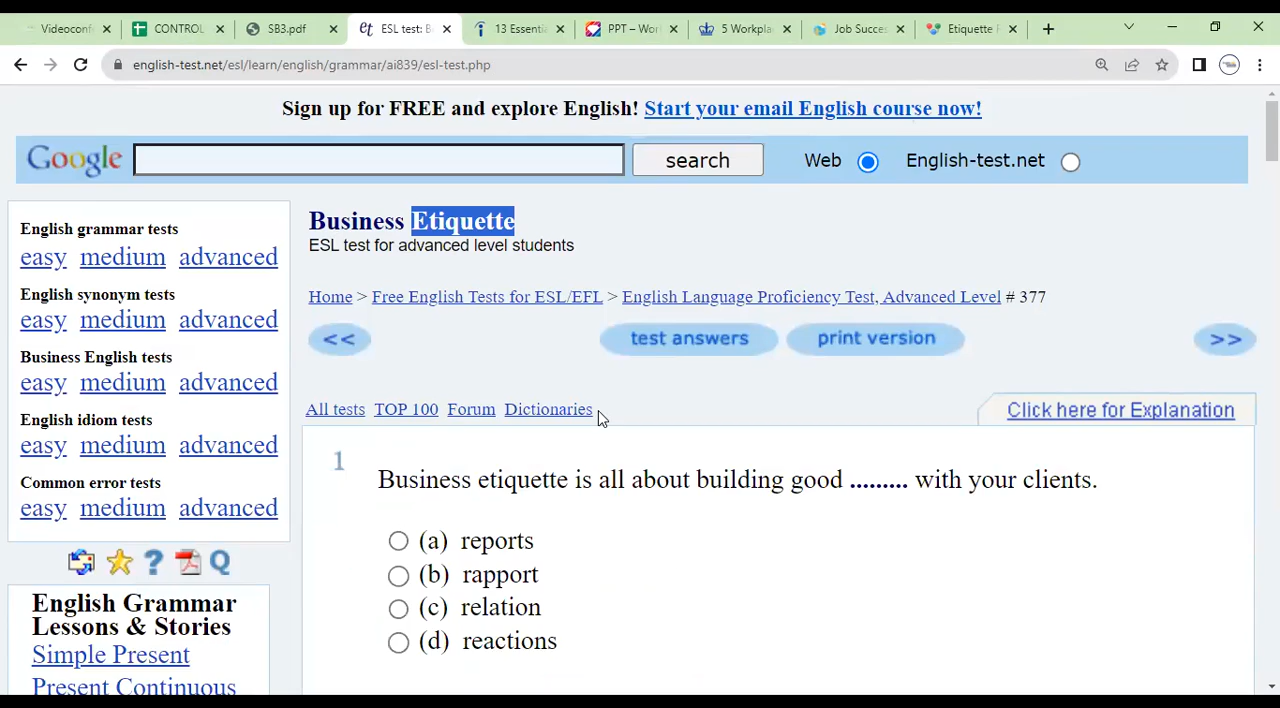 Videoconf
CONTROL
SB3.pdf
ESL test: B
13 Essenti
PPT – Wor
5 Workpla
Job Succe
Etiquette
english-test.net/esl/learn/english/grammar/ai839/esl-test.php
Sign up for FREE and explore English! Start your email English course now!
Google
search
Web
English-test.net
English grammar tests
easy medium advanced
English synonym tests
easy medium advanced
Business English tests
easy medium advanced
English idiom tests
easy medium advanced
Common error tests
easy medium advanced
? Q
English Grammar
Lessons & Stories
Simple Present
Present Continuous
Business Etiquette
ESL test for advanced level students
Home > Free English Tests for ESL/EFL > English Language Proficiency Test, Advanced Level # 377
<< test answers print version >>
All tests TOP 100 Forum Dictionaries
Click here for Explanation
1 Business etiquette is all about building good ......... with your clients.
(a) reports
(b) rapport
(c) relation
(d) reactions